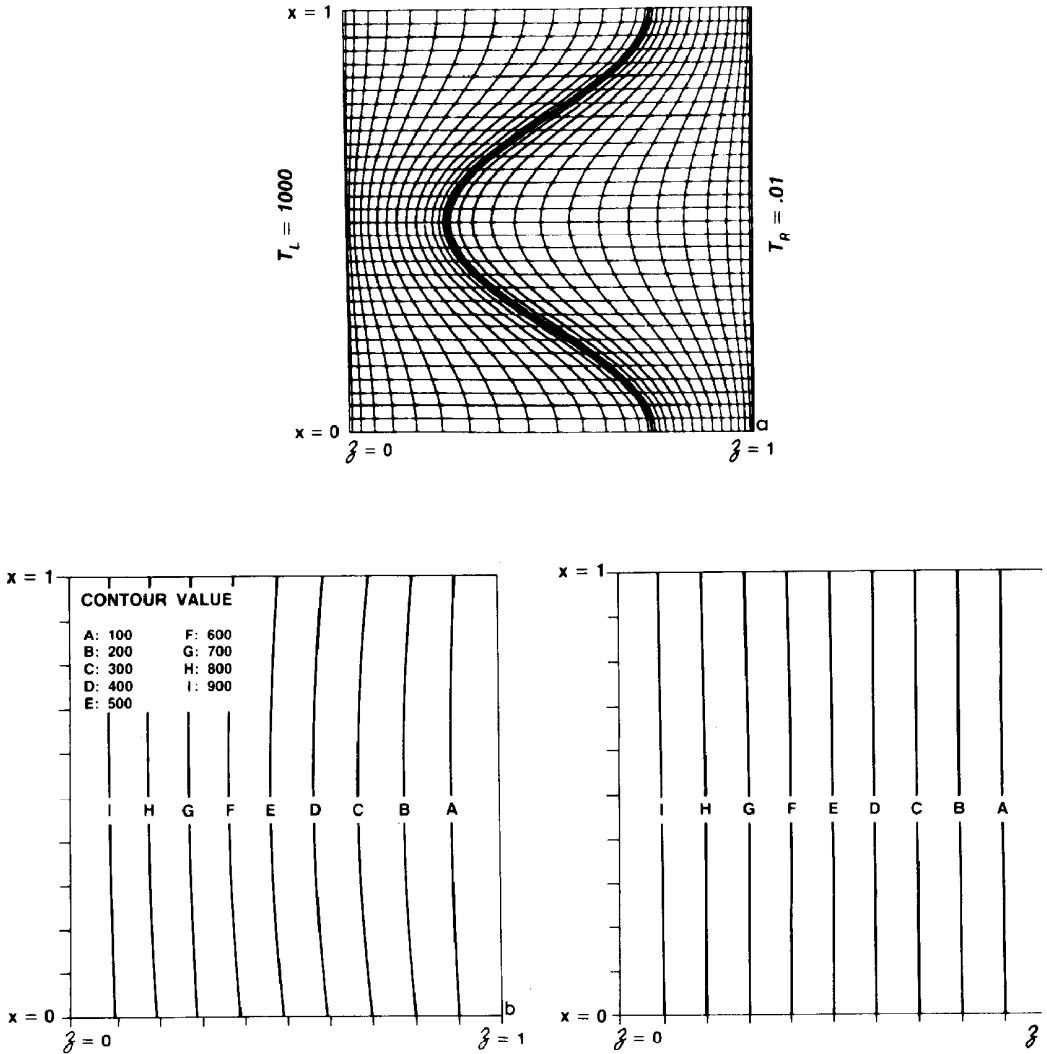 x = 1
T_L = 1000
T_R = .01
x = 0
a
z = 0
z = 1
x = 1
CONTOUR VALUE
A: 100 F: 600
B: 200 G: 700
C: 300 H: 800
D: 400 I: 900
E: 500
I H G F E D C B A
x = 0
b
z = 0
z = 1
x = 1
I H G F E D C B A
x = 0
z = 0
z